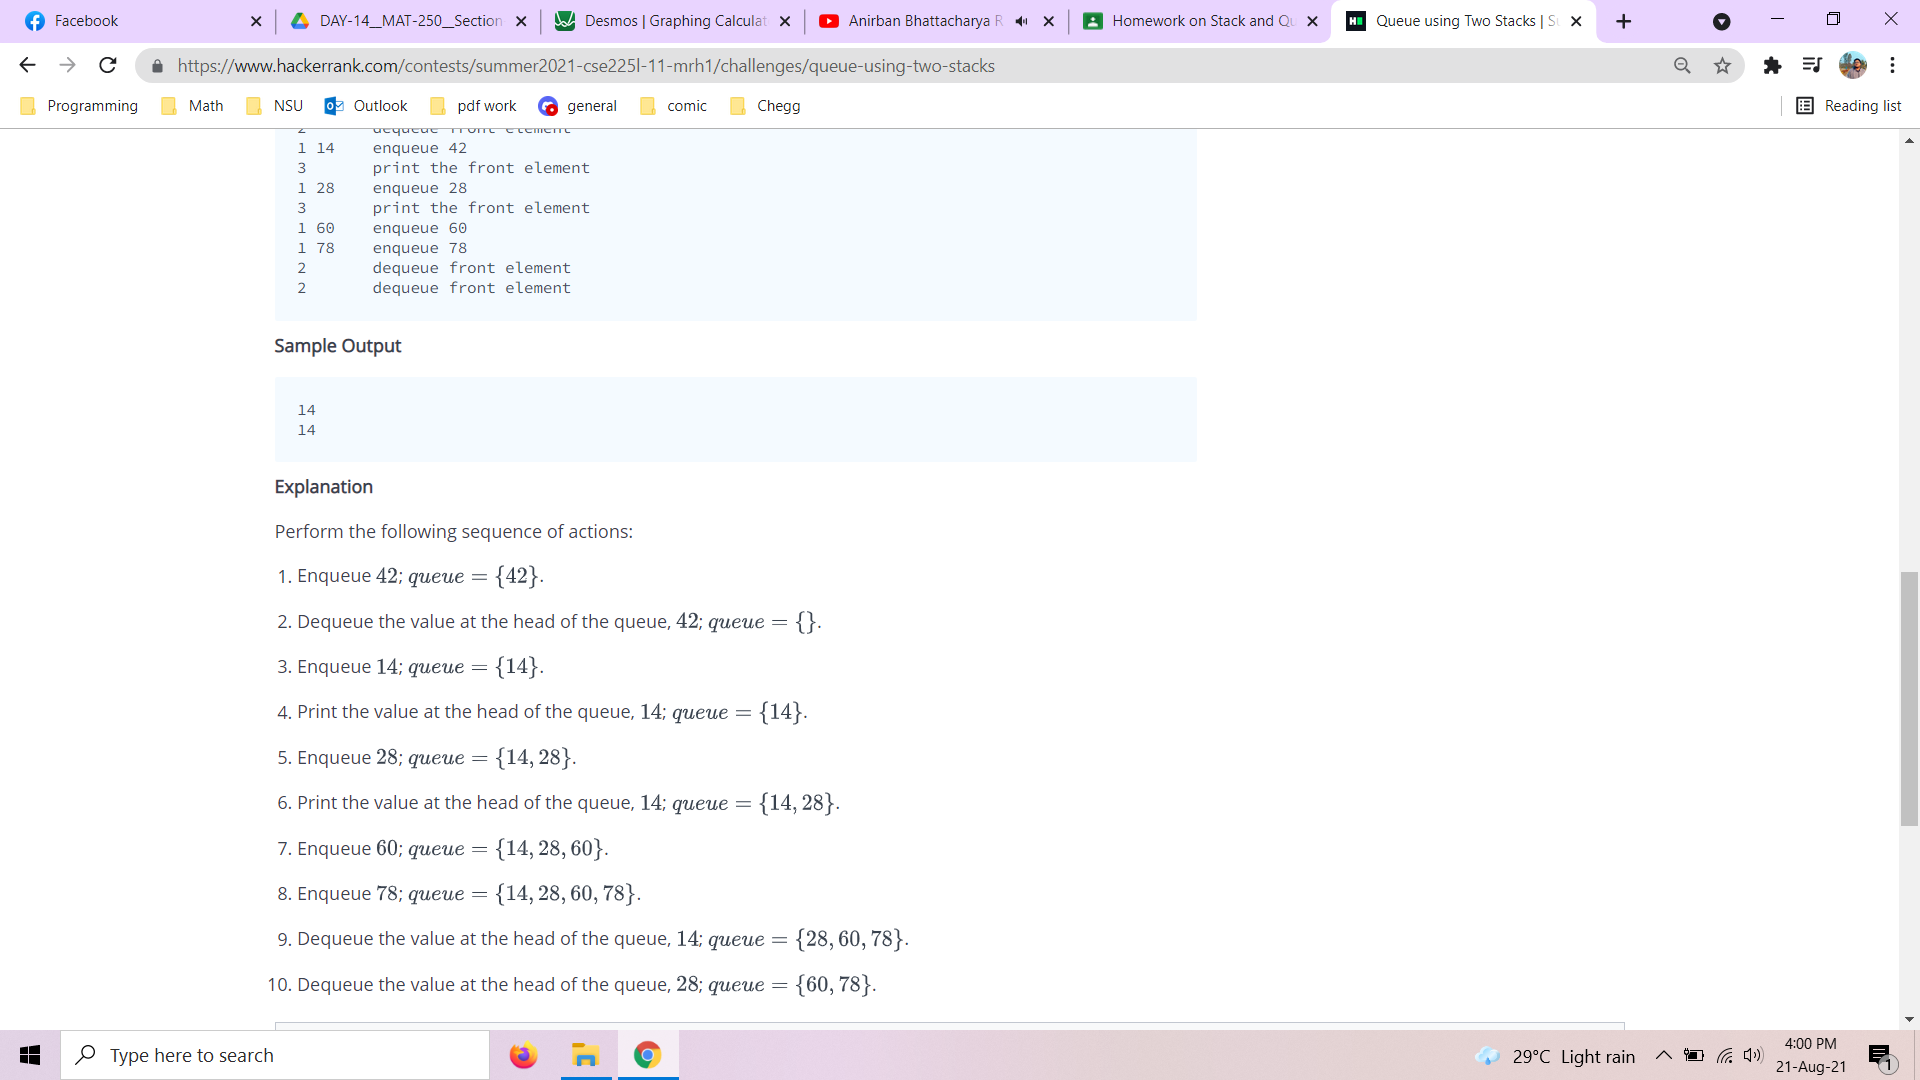 Facebook
DAY-14__MAT-250__Section
Desmos | Graphing Calculat
Anirban Bhattacharya R
Homework on Stack and Qu
Queue using Two Stacks | S
https://www.hackerrank.com/contests/summer2021-cse225l-11-mrh1/challenges/queue-using-two-stacks
Programming
Math
NSU
Outlook
pdf work
general
comic
Chegg
Reading list
2 dequeue front element
1 14 enqueue 42
3 print the front element
1 28 enqueue 28
3 print the front element
1 60 enqueue 60
1 78 enqueue 78
2 dequeue front element
2 dequeue front element
Sample Output
14
14
Explanation
Perform the following sequence of actions:
1. Enqueue 42; queue = {42}.
2. Dequeue the value at the head of the queue, 42; queue = {}.
3. Enqueue 14; queue = {14}.
4. Print the value at the head of the queue, 14; queue = {14}.
5. Enqueue 28; queue = {14, 28}.
6. Print the value at the head of the queue, 14; queue = {14, 28}.
7. Enqueue 60; queue = {14, 28, 60}.
8. Enqueue 78; queue = {14, 28, 60, 78}.
9. Dequeue the value at the head of the queue, 14; queue = {28, 60, 78}.
10. Dequeue the value at the head of the queue, 28; queue = {60, 78}.
Type here to search
29°C Light rain
4:00 PM
21-Aug-21
1